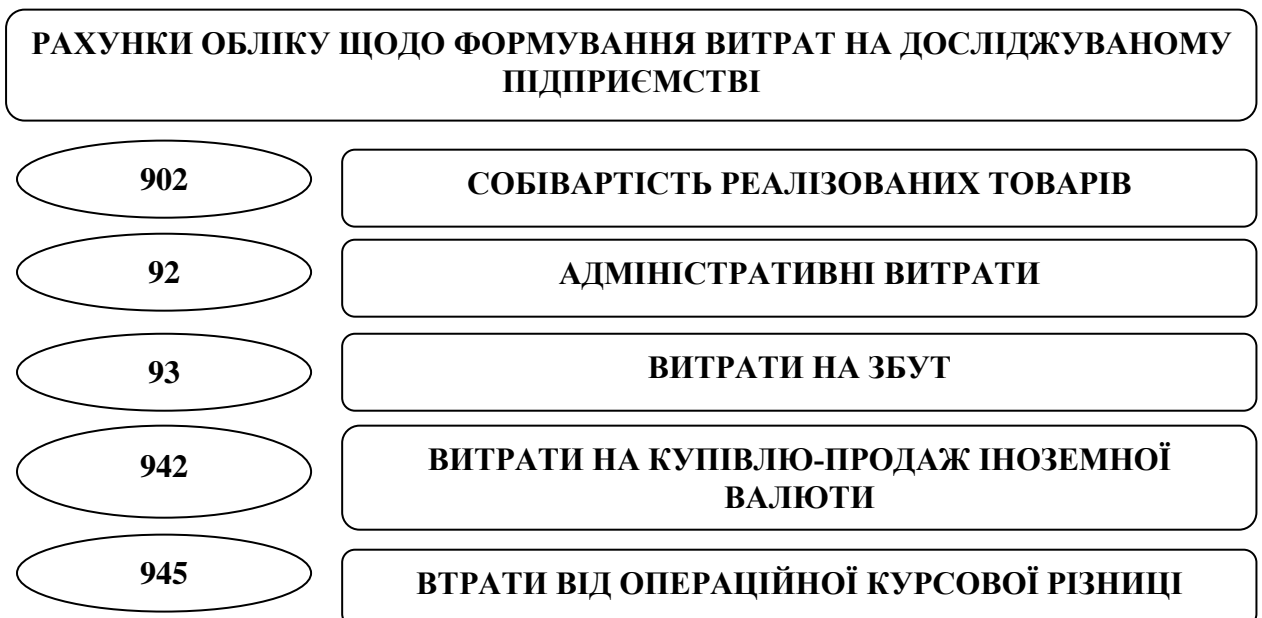 РАХУНКИ ОБЛІКУ ЩОДО ФОРМУВАННЯ ВИТРАТ НА ДОСЛІДЖУВАНОМУ
ПІДПРИЄМСТВІ
902
СОБІВАРТІСТЬ РЕАЛІЗОВАНИХ ТОВАРІВ
92
АДМІНІСТРАТИВНІ ВИТРАТИ
93
ВИТРАТИ НА ЗБУТ
942
ВИТРАТИ НА КУПІВЛЮ-ПРОДАЖ ІНОЗЕМНОЇ
ВАЛЮТИ
945
ВТРАТИ ВІД ОПЕРАЦІЙНОЇ КУРСОВОЇ РІЗНИЦІ